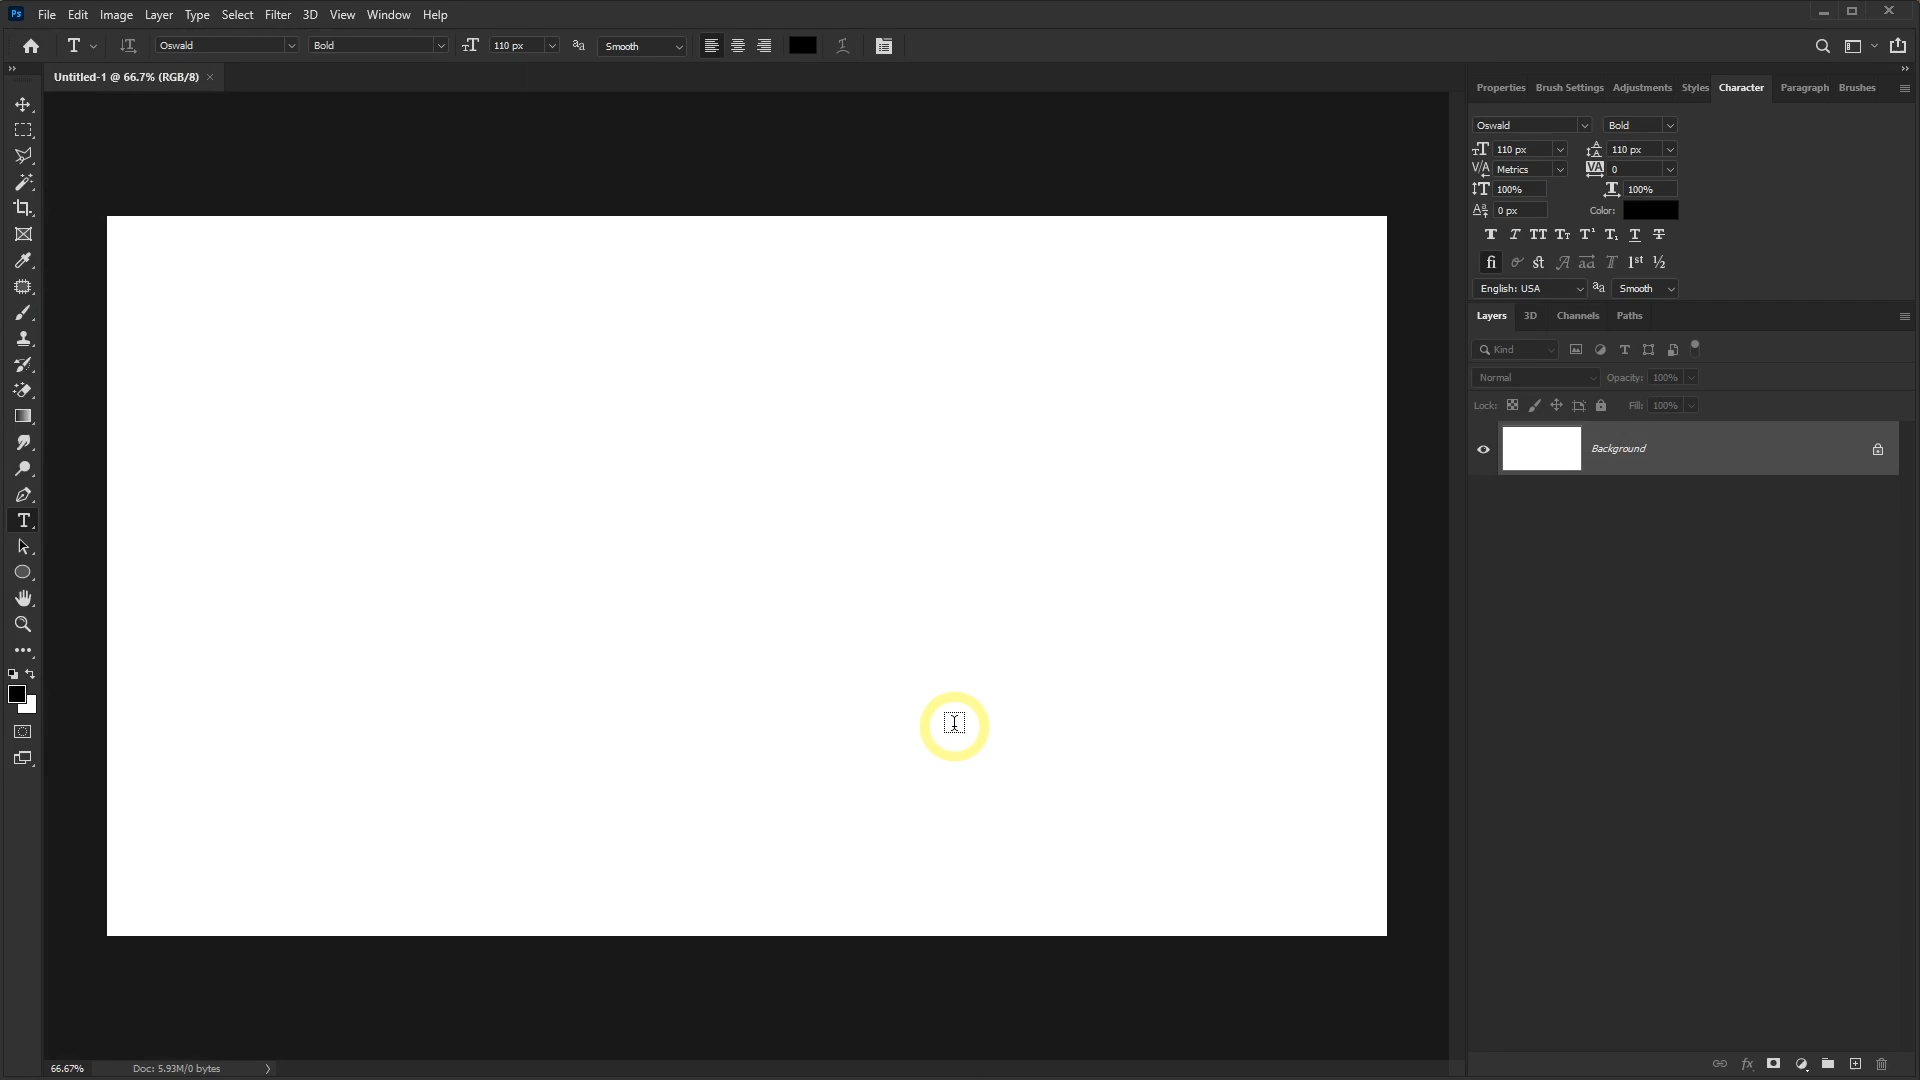 Ps File Edit Image Layer Type Select Filter 3D View Window Help
Oswald Bold 110 px Smooth
Untitled-1 @ 66.7% (RGB/8)
Properties Brush Settings Adjustments Styles Character Paragraph Brushes
Oswald Bold
110 px 110 px
Metrics 0
100% 100%
0 px Color:
English: USA Smooth
Layers 3D Channels Paths
Kind
Normal Opacity: 100%
Lock: Fill: 100%
Background
66.67% Doc: 5.93M/0 bytes